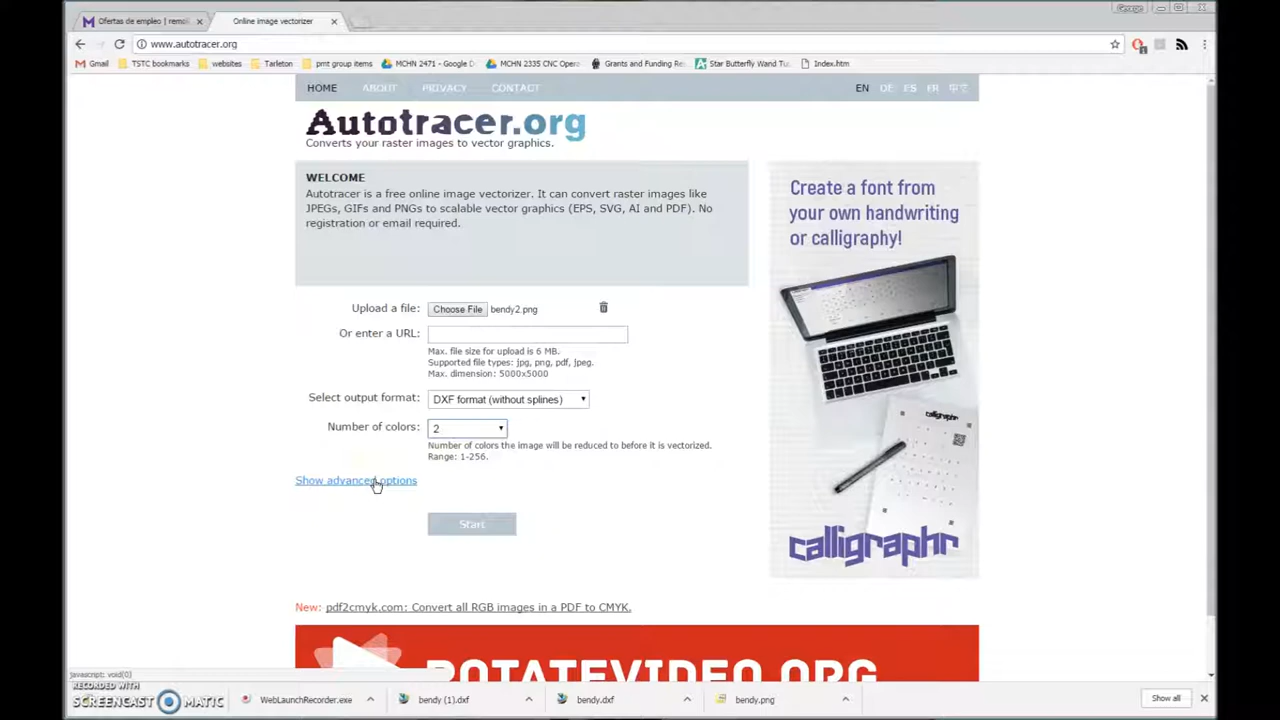 George
Ofertas de empleo | remo
Online image vectorizer
www.autotracer.org
Gmail
TSTC bookmarks
websites
Tarleton
pmt group items
MCHN 2471 - Google D
MCHN 2335 CNC Opera
Grants and Funding Re
Star Butterfly Wand Tu
Index.htm
HOME ABOUT PRIVACY CONTACT
EN DE ES FR 中文
Autotracer.org
Converts your raster images to vector graphics.
WELCOME
Autotracer is a free online image vectorizer. It can convert raster images like
JPEGs, GIFs and PNGs to scalable vector graphics (EPS, SVG, AI and PDF). No
registration or email required.
Create a font from
your own handwriting
or calligraphy!
calligraphr
calligraphr
Upload a file: Choose File bendy2.png
Or enter a URL:
Max. file size for upload is 6 MB.
Supported file types: jpg, png, pdf, jpeg.
Max. dimension: 5000x5000
Select output format: DXF format (without splines)
Number of colors: 2
Number of colors the image will be reduced to before it is vectorized.
Range: 1-256.
Show advanced options
Start
New: pdf2cmyk.com: Convert all RGB images in a PDF to CMYK.
ROTATEVIDEO.ORG
javascript: void(0)
RECORDED WITH
SCREENCAST MATIC
WebLaunchRecorder.exe
bendy (1).dxf
bendy.dxf
bendy.png
Show all